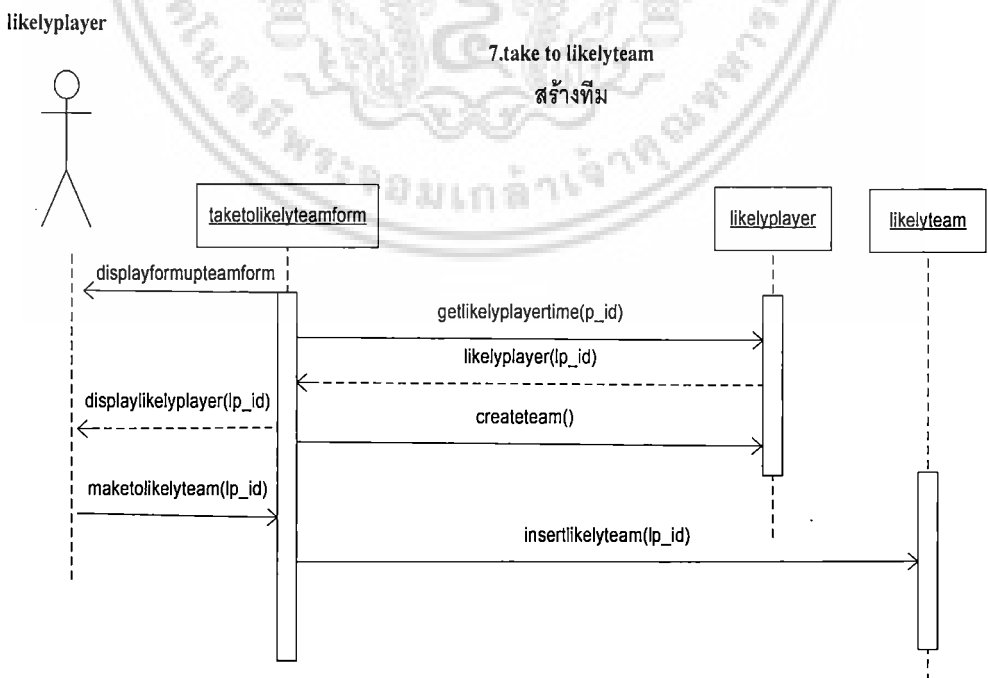 likelyplayer
7.take to likelyteam
สร้างทีม
taketolikelyteamform
likelyplayer
likelyteam
displayformupteamform
getlikelyplayertime(p_id)
likelyplayer(lp_id)
displaylikelyplayer(lp_id)
createteam()
maketolikelyteam(lp_id)
insertlikelyteam(lp_id)